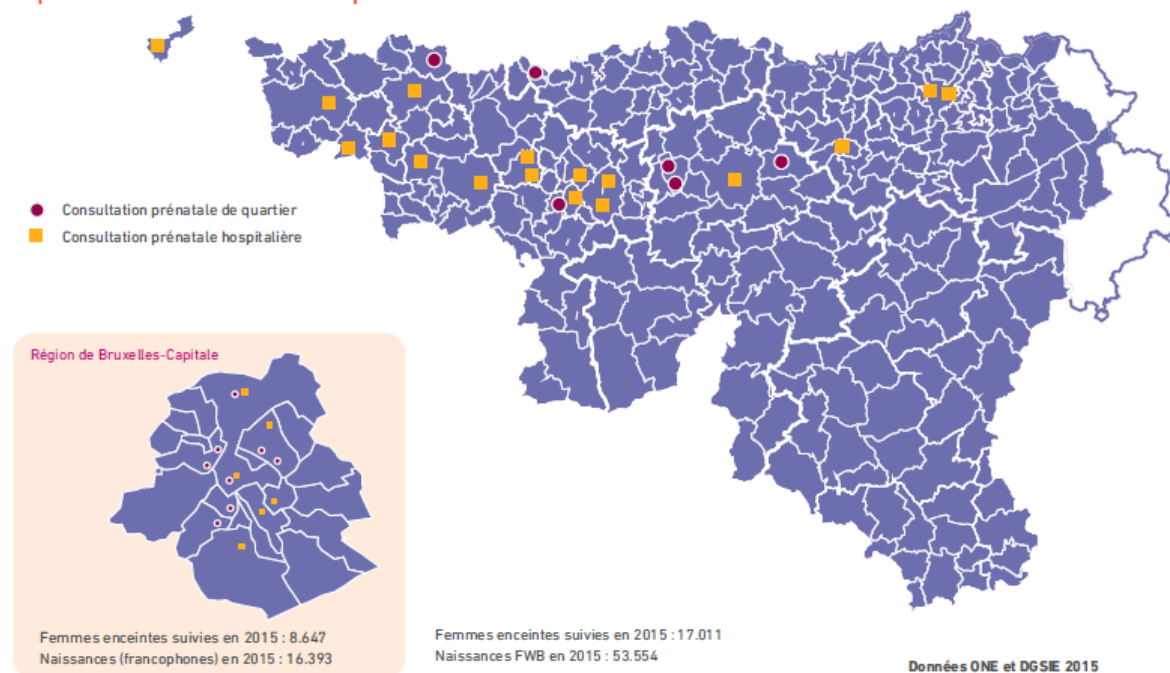 Consultation prénatale de quartier
Consultation prénatale hospitalière
Région de Bruxelles-Capitale
Femmes enceintes suivies en 2015 : 8.647
Naissances (francophones) en 2015 : 16.393
Femmes enceintes suivies en 2015 : 17.011
Naissances FWB en 2015 : 53.554
Données ONE et DGSIE 2015